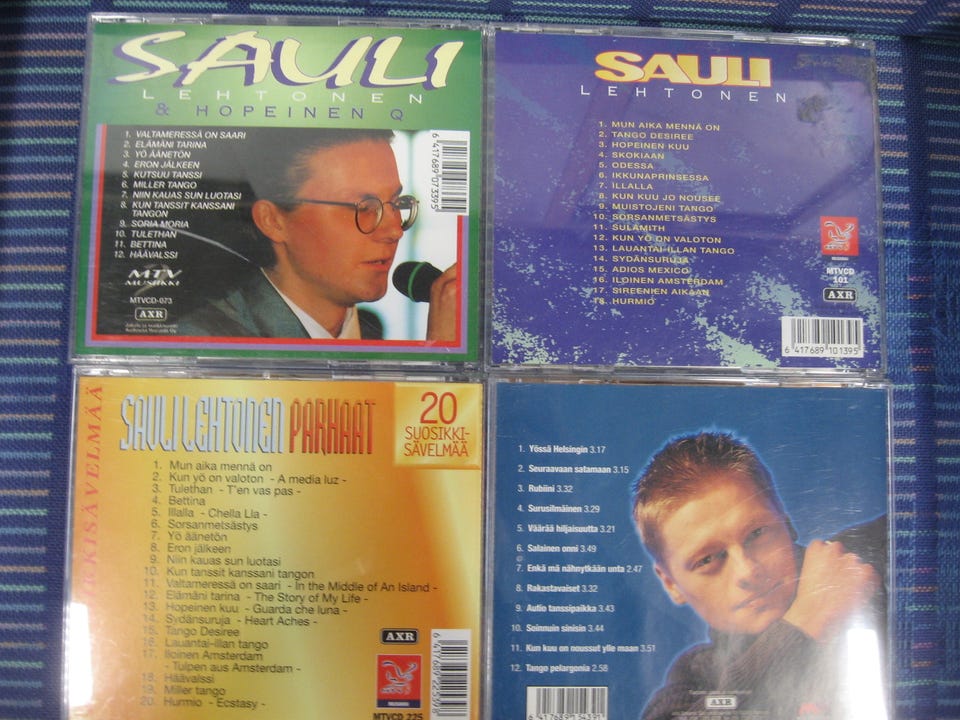 SAULI
LEHTONEN
& HOPEINEN Q
1. VALTAMERESSÄ ON SAARI
2. ELÄMÄNI TARINA
3. YÖ ÄÄNETÖN
4. ERON JÄLKEEN
5. KUTSUU TANSSI
6. MILLER TANGO
7. NIIN KAUAS SUN LUOTASI
8. KUN TANSSIT KANSSANI
TANGON
9. SORIA MORIA
10. TULETHAN
11. BETTINA
12. HÄÄVALSSI
MTV
MUSIIKKI
MTVCD-073
AXR
6 417689 073395
SAULI
LEHTONEN
1. MUN AIKA MENNÄ ON
2. TANGO DESIREE
3. HOPEINEN KUU
4. SKOKIAAN
5. ODESSA
6. IKKUNAPRINSESSA
7. ILLALLA
8. KUN KUU JO NOUSEE
9. MUISTOJENI TANGO
10. SORSANMETSÄSTYS
11. SULAMITH
12. KUN YÖ ON VALOTON
13. LAUANTAI-ILLAN TANGO
14. SYDÄNSURUJA
15. ADIOS MEXICO
16. ILOINEN AMSTERDAM
17. SIREENIEN AIKAAN
18. HURMIO
MTVCD
101
AXR
6 417689 101395
SAULI LEHTONEN PARHAAT
20
SUOSIKKI-
SÄVELMÄÄ
1. Mun aika mennä on
2. Kun yö on valoton - A media luz -
3. Tulethan - T'en vas pas -
4. Bettina
5. Illalla - Chella Lla -
6. Sorsanmetsästys
7. Yö äänetön
8. Eron jälkeen
9. Niin kauas sun luotasi
10. Kun tanssit kanssani tangon
11. Valtameressä on saari - In the Middle of An Island -
12. Elämäni tarina - The Story of My Life -
13. Hopeinen kuu - Guarda che luna -
14. Sydänsuruja - Heart Aches -
15. Tango Desiree
16. Lauantai-illan tango
17. Iloinen Amsterdam
- Tulpen aus Amsterdam -
18. Häävalssi
19. Miller tango
20. Hurmio - Ecstasy -
AXR
MTVCD 225
1. Yössä Helsingin 3.17
2. Seuraavaan satamaan 3.15
3. Rubiini 3.32
4. Surusilmäinen 3.29
5. Väärää hiljaisuutta 3.21
6. Salainen onni 3.49
7. Enkä mä nähnytkään unta 2.47
8. Rakastavaiset 3.32
9. Autio tanssipaikka 3.43
10. Soinnuin sinisin 3.44
11. Kun kuu on noussut ylle maan 3.51
12. Tango pelargonia 2.58
AXR